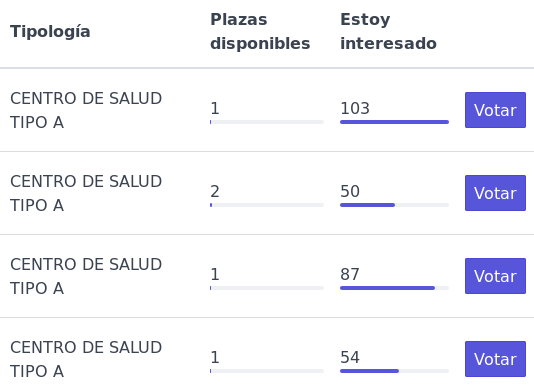 Tipología
Plazas
disponibles
Estoy
interesado
CENTRO DE SALUD
TIPO A
1
103
Votar
CENTRO DE SALUD
TIPO A
2
50
Votar
CENTRO DE SALUD
TIPO A
1
87
Votar
CENTRO DE SALUD
TIPO A
1
54
Votar